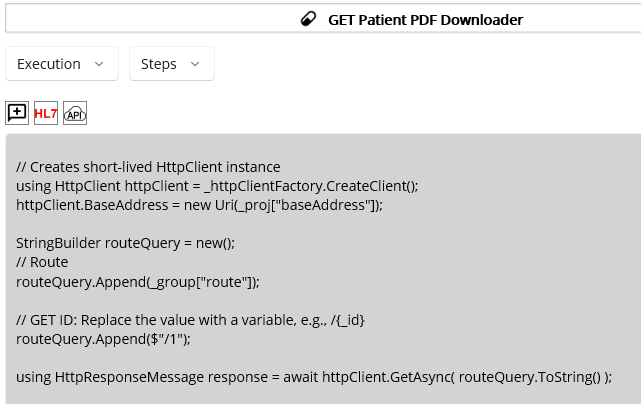 GET Patient PDF Downloader
Execution Steps
HL7 API
// Creates short-lived HttpClient instance
using HttpClient httpClient = _httpClientFactory.CreateClient();
httpClient.BaseAddress = new Uri(_proj["baseAddress"]);
StringBuilder routeQuery = new();
// Route
routeQuery.Append(_group["route"]);
// GET ID: Replace the value with a variable, e.g., /{_id}
routeQuery.Append($"/1");
using HttpResponseMessage response = await httpClient.GetAsync( routeQuery.ToString() );